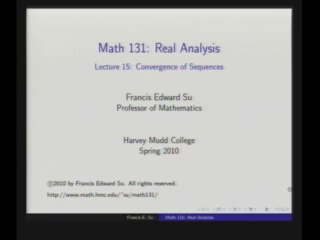 Math 131: Real Analysis
Lecture 15: Convergence of Sequences
Francis Edward Su
Professor of Mathematics
Harvey Mudd College
Spring 2010
©2010 by Francis Edward Su. All rights reserved.
http://www.math.hmc.edu/~su/math131/
Francis E. Su Math 131: Real Analysis